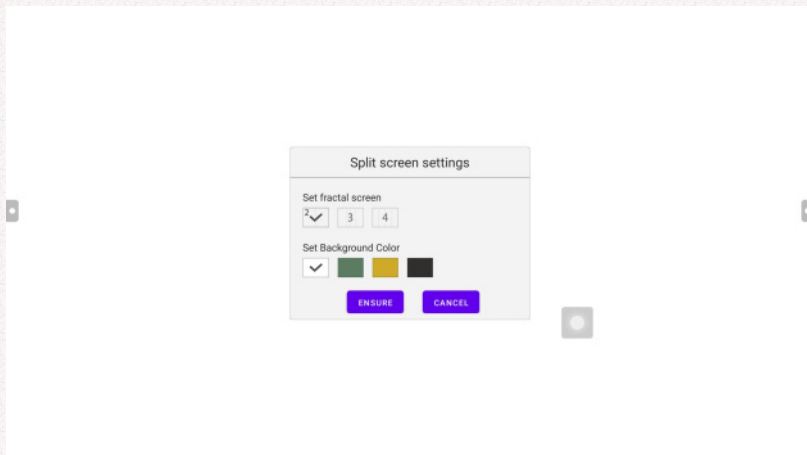 Split screen settings
Set fractal screen
2 3 4
Set Background Color
ENSURE CANCEL